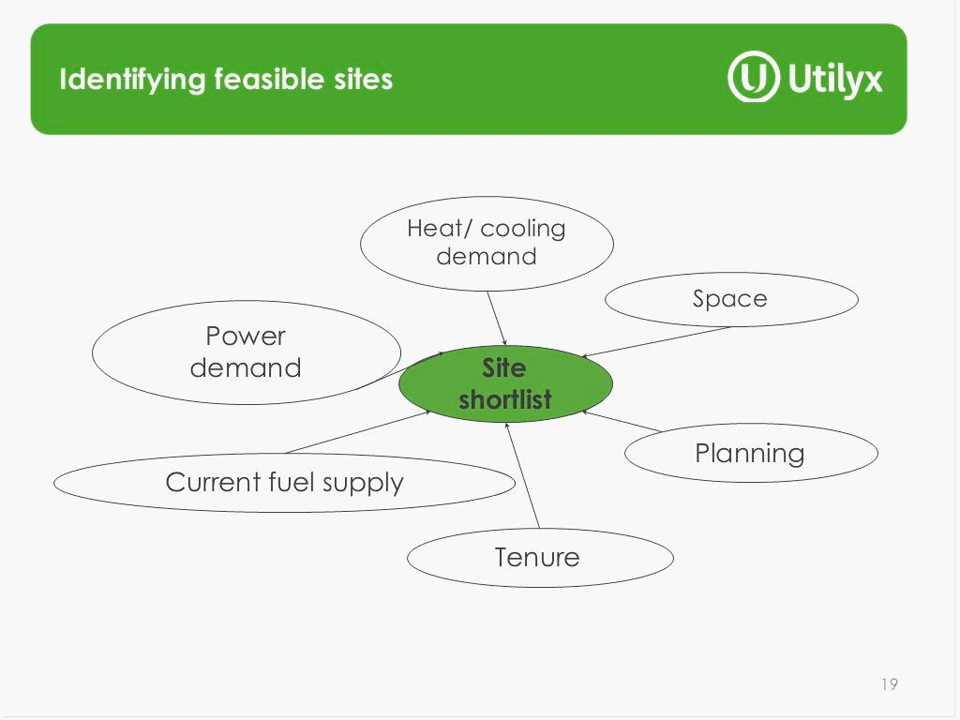 Identifying feasible sites
Utilyx
Heat/ cooling
demand
Space
Power
demand
Site
shortlist
Planning
Current fuel supply
Tenure
19